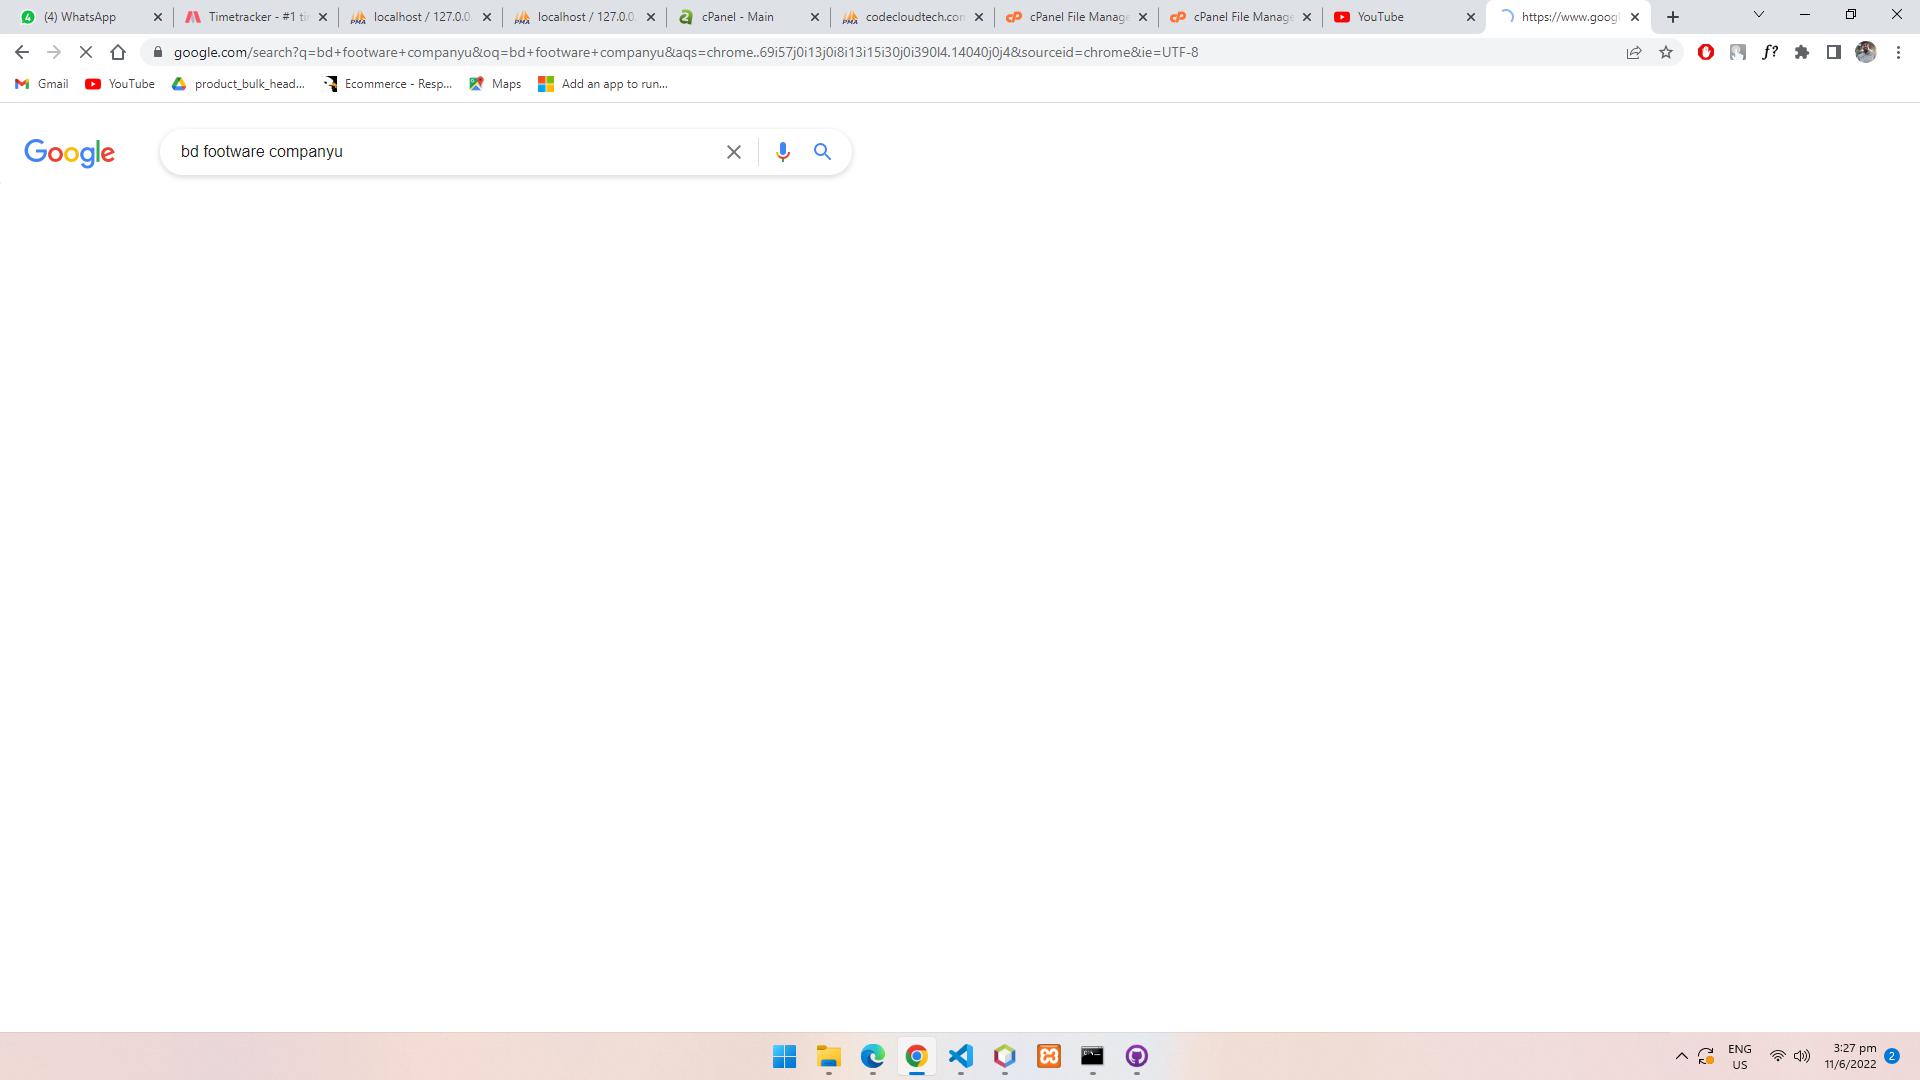 (4) WhatsApp
Timetracker - #1 ti
localhost / 127.0.0.
localhost / 127.0.0.
cPanel - Main
codecloudtech.com
cPanel File Manage
cPanel File Manage
YouTube
https://www.googl
google.com/search?q=bd+footware+companyu&oq=bd+footware+companyu&aqs=chrome..69i57j0i13j0i8i13i15i30j0i390l4.14040j0j4&sourceid=chrome&ie=UTF-8
f?
Gmail
YouTube
product_bulk_head...
Ecommerce - Resp...
Maps
Add an app to run...
Google
bd footware companyu
ENG
US
3:27 pm
11/6/2022
2